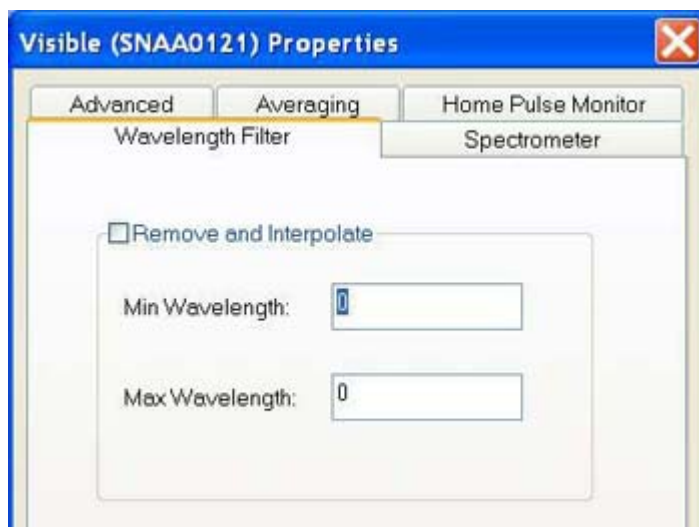 Visible (SNAA0121) Properties
Advanced Averaging Home Pulse Monitor
Wavelength Filter Spectrometer
Remove and Interpolate
Min Wavelength: 0
Max Wavelength: 0